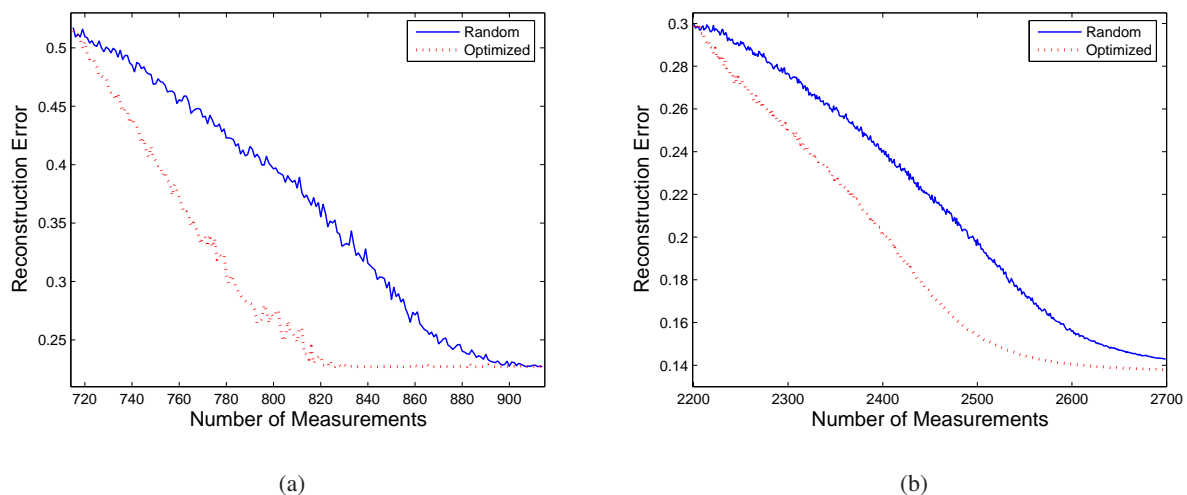 Random
Optimized
0.5
0.45
0.4
0.35
0.3
0.25
Reconstruction Error
720 740 760 780 800 820 840 860 880 900
Number of Measurements
(a)
Random
Optimized
0.3
0.28
0.26
0.24
0.22
0.2
0.18
0.16
0.14
Reconstruction Error
2200 2300 2400 2500 2600 2700
Number of Measurements
(b)